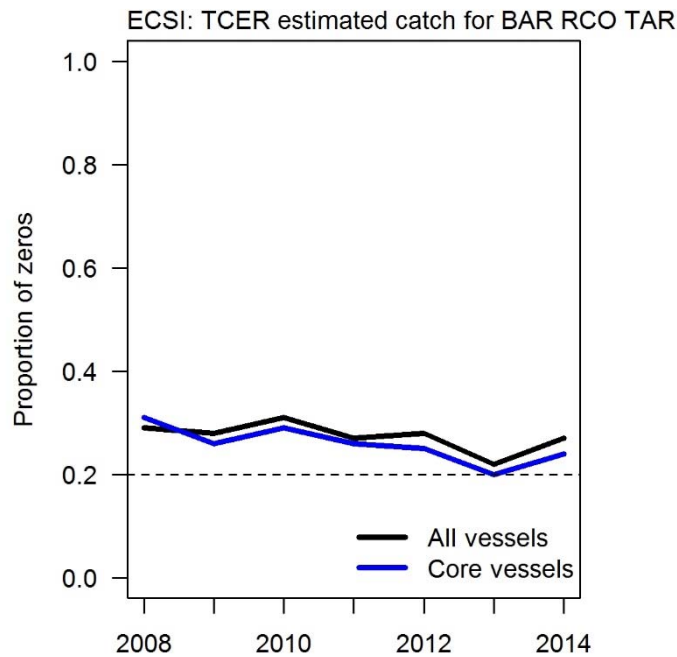 ECSI: TCER estimated catch for BAR RCO TAR
Proportion of zeros
1.0
0.8
0.6
0.4
0.2
0.0
All vessels
Core vessels
2008 2010 2012 2014